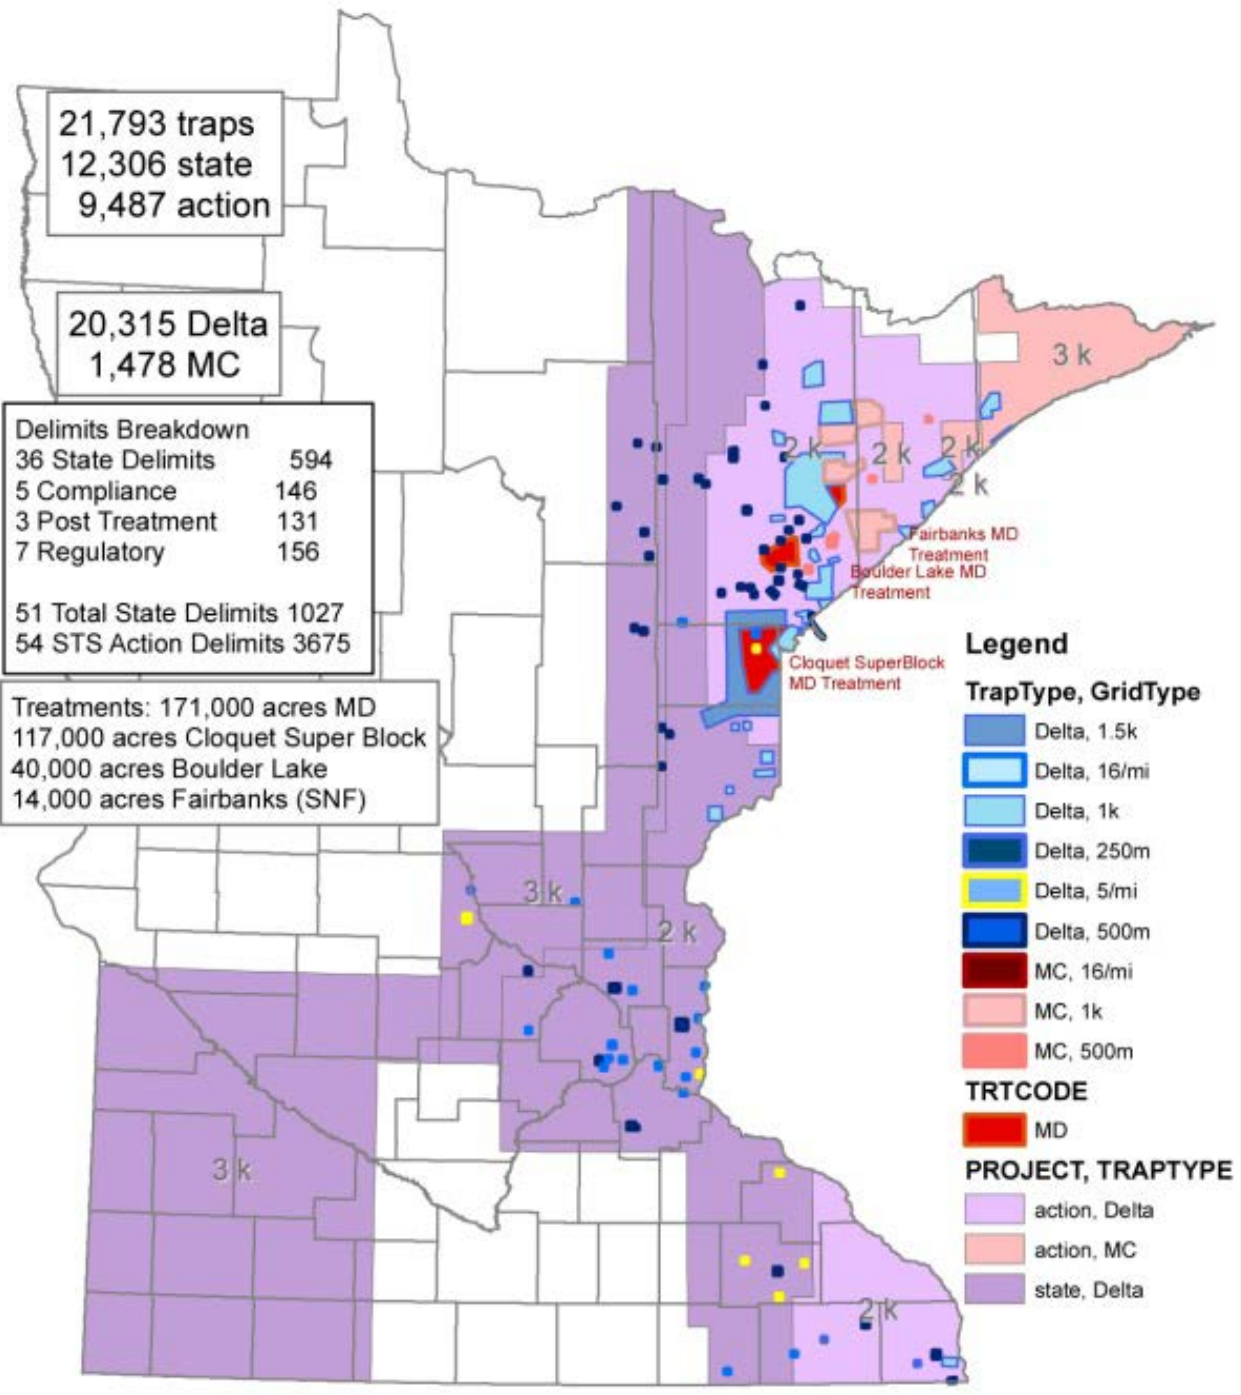 21,793 traps
12,306 state
9,487 action
20,315 Delta
1,478 MC
Delimits Breakdown
36 State Delimits 594
5 Compliance 146
3 Post Treatment 131
7 Regulatory 156
51 Total State Delimits 1027
54 STS Action Delimits 3675
Treatments: 171,000 acres MD
117,000 acres Cloquet Super Block
40,000 acres Boulder Lake
14,000 acres Fairbanks (SNF)
3 k
2 k
2 k
2 k
2 k
Fairbanks MD
Treatment
Boulder Lake MD
Treatment
Cloquet SuperBlock
MD Treatment
3 k
2 k
3 k
2 k
Legend
TrapType, GridType
Delta, 1.5k
Delta, 16/mi
Delta, 1k
Delta, 250m
Delta, 5/mi
Delta, 500m
MC, 16/mi
MC, 1k
MC, 500m
TRTCODE
MD
PROJECT, TRAPTYPE
action, Delta
action, MC
state, Delta